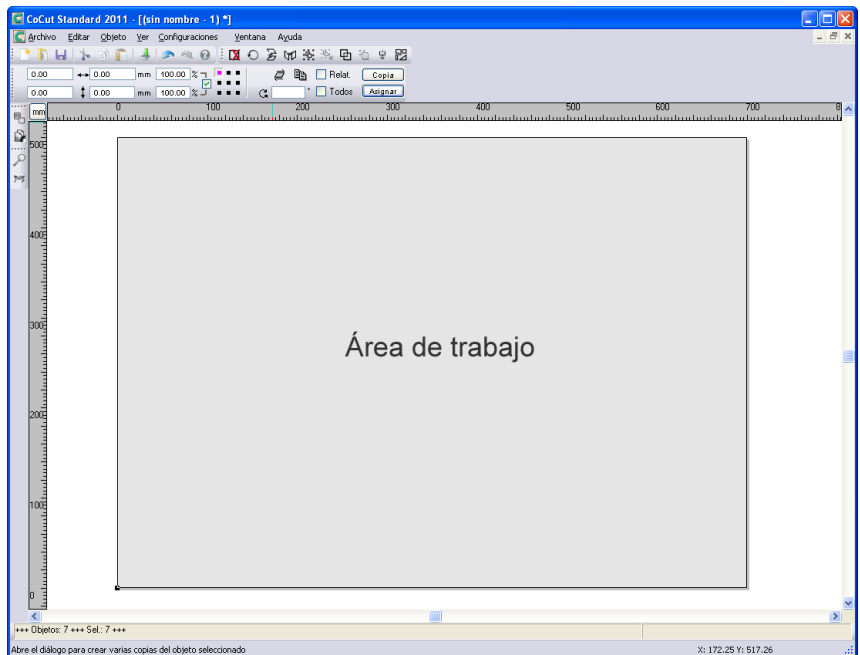 CoCut Standard 2011 - [(sin nombre - 1) *]
Archivo Editar Objeto Ver Configuraciones Ventana Ayuda
0.00 0.00 mm 100.00 % Relat. Copia
0.00 0.00 mm 100.00 % ° Todos Asignar
mm 0 100 200 300 400 500 600 700 8
500
400
300
Área de trabajo
200
100
0
+++ Objetos: 7 +++ Sel.: 7 +++
Abre el diálogo para crear varias copias del objeto seleccionado X: 172.25 Y: 517.26